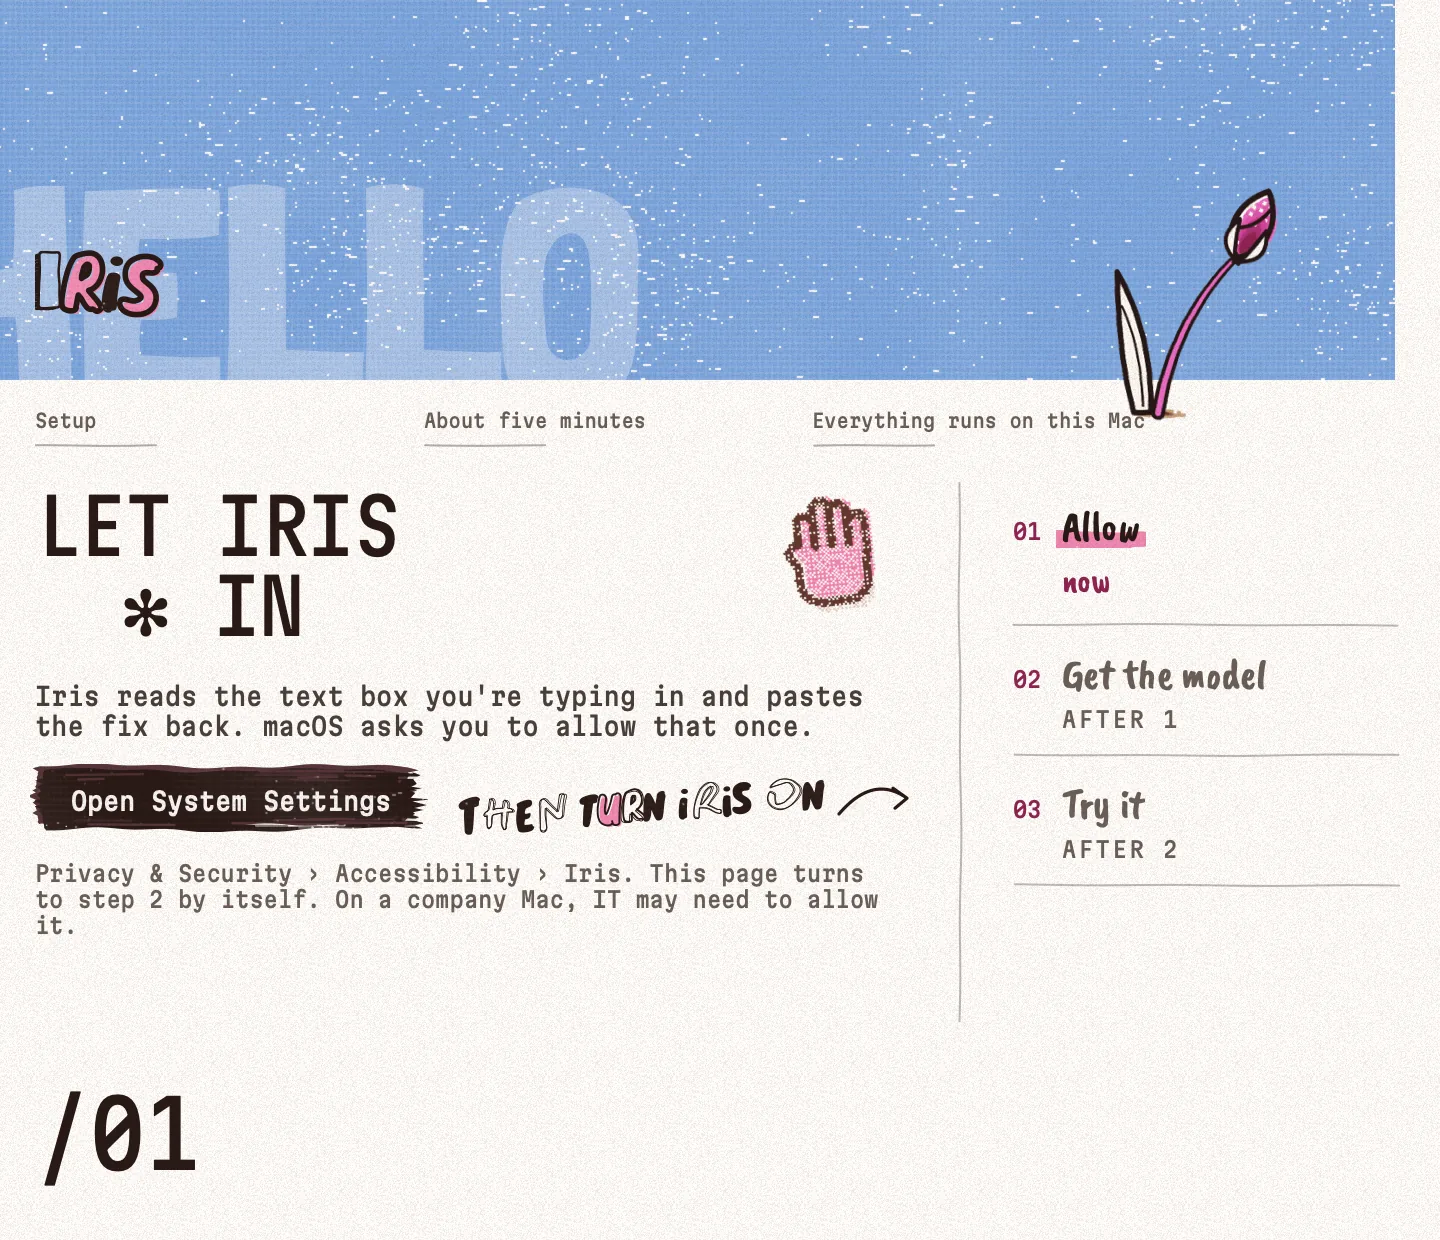 HELLO
IRiS
Setup
About five minutes
Everything runs on this Mac
LET IRIS
* IN
Iris reads the text box you're typing in and pastes
the fix back. macOS asks you to allow that once.
Open System Settings
THEN TURN iRiS ON
Privacy & Security › Accessibility › Iris. This page turns
to step 2 by itself. On a company Mac, IT may need to allow
it.
01 Allow
now
02 Get the model
AFTER 1
03 Try it
AFTER 2
/01